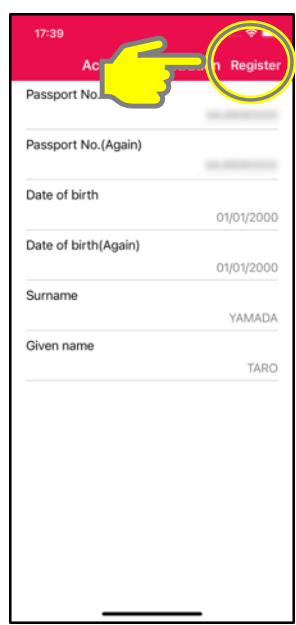 17:39
Register
Passport No.
Passport No.(Again)
Date of birth
01/01/2000
Date of birth(Again)
01/01/2000
Surname
YAMADA
Given name
TARO